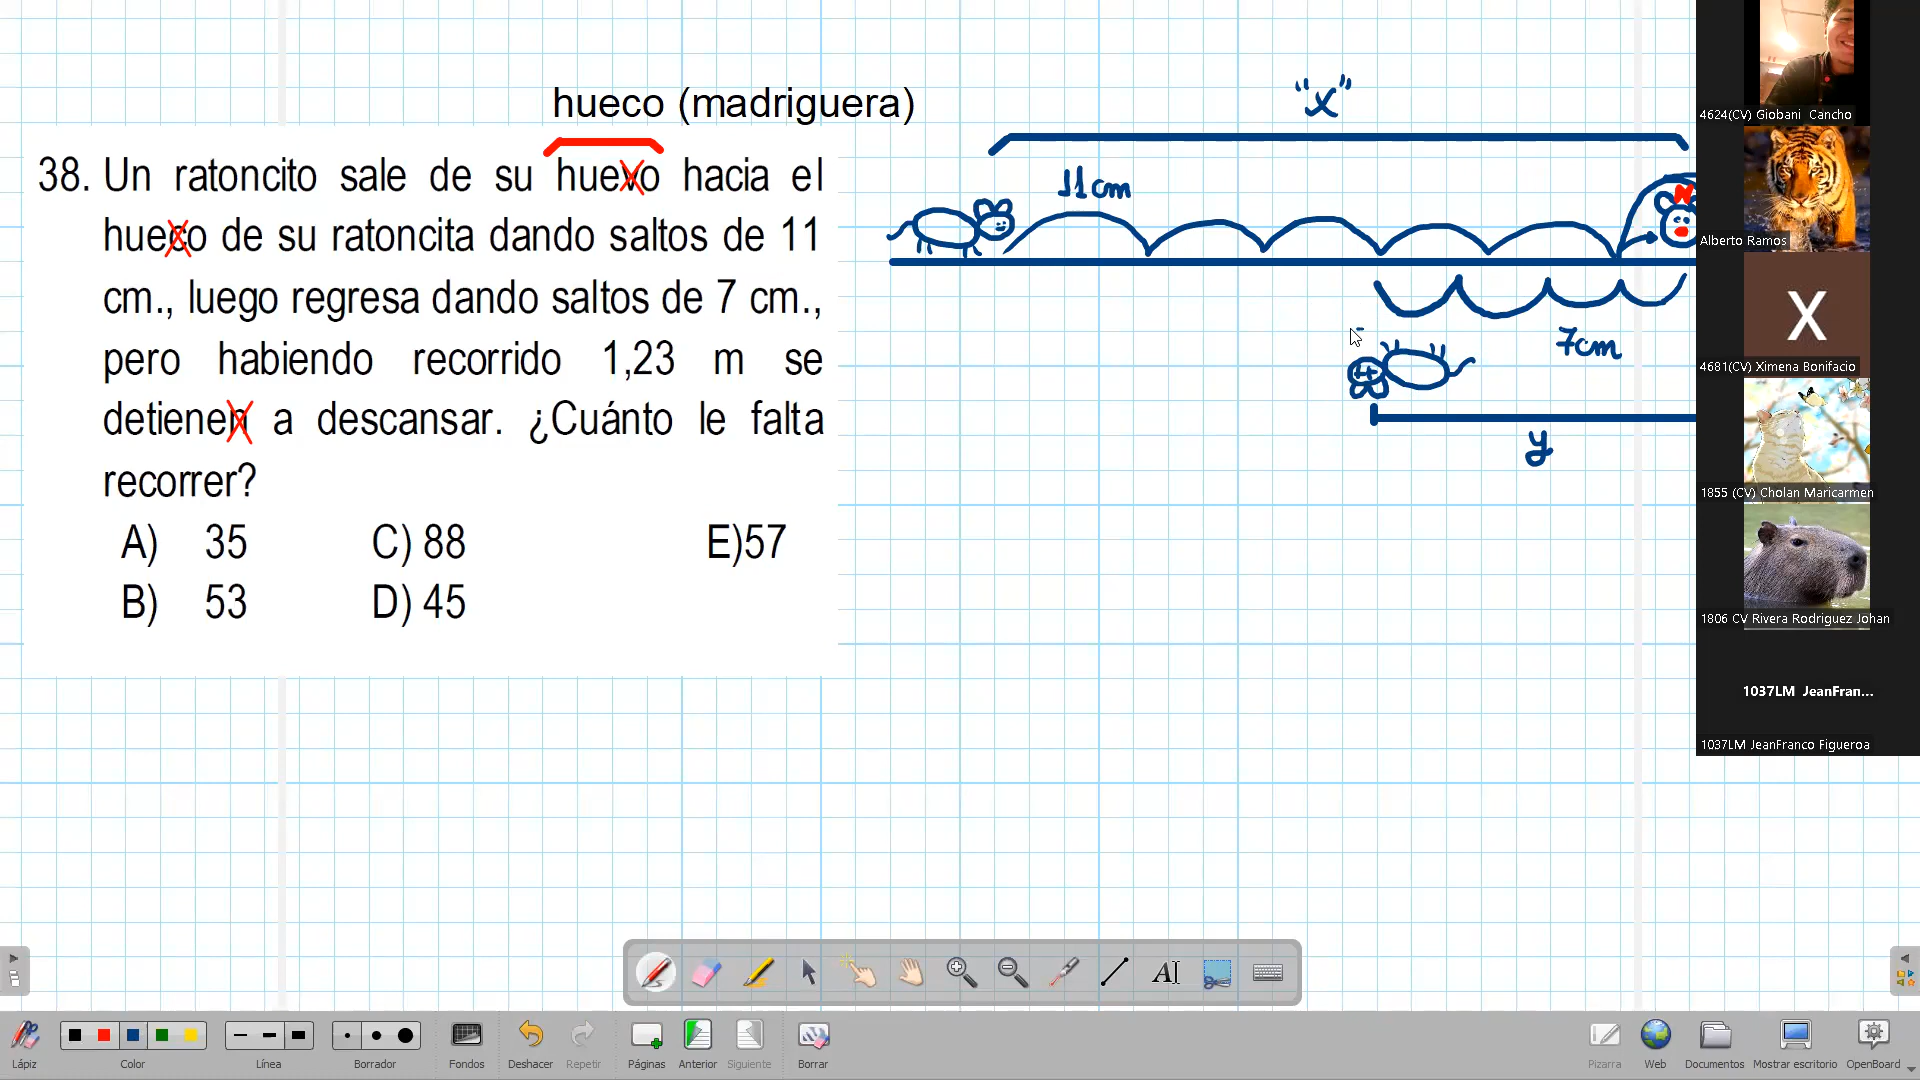 hueco (madriguera)
38. Un ratoncito sale de su huevo hacia el
hueco de su ratoncita dando saltos de 11
cm., luego regresa dando saltos de 7 cm.,
pero habiendo recorrido 1,23 m se
detienen a descansar. ¿Cuánto le falta
recorrer?
A) 35 C) 88 E)57
B) 53 D) 45
"x"
11cm
7cm
y
4624(CV) Giobani Cancho
Alberto Ramos
X
4681(CV) Ximena Bonifacio
1855 (CV) Cholan Maricarmen
1806 CV Rivera Rodriguez Johan
1037LM JeanFran...
1037LM JeanFranco Figueroa
Lápiz Color Línea Borrador Fondos Deshacer Repetir Páginas Anterior Siguiente Borrar Pizarra Web Documentos Mostrar escritorio OpenBoard